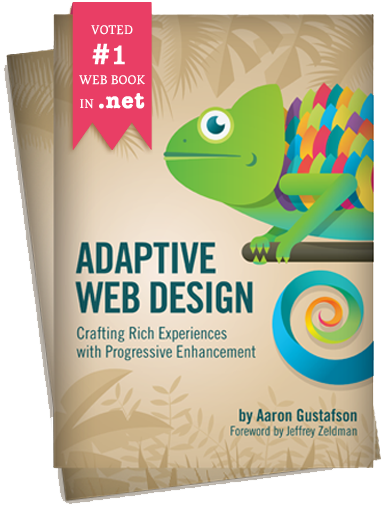 VOTED
#1
WEB BOOK
IN .net
ADAPTIVE
WEB DESIGN
Crafting Rich Experiences
with Progressive Enhancement
by Aaron Gustafson
Foreword by Jeffrey Zeldman